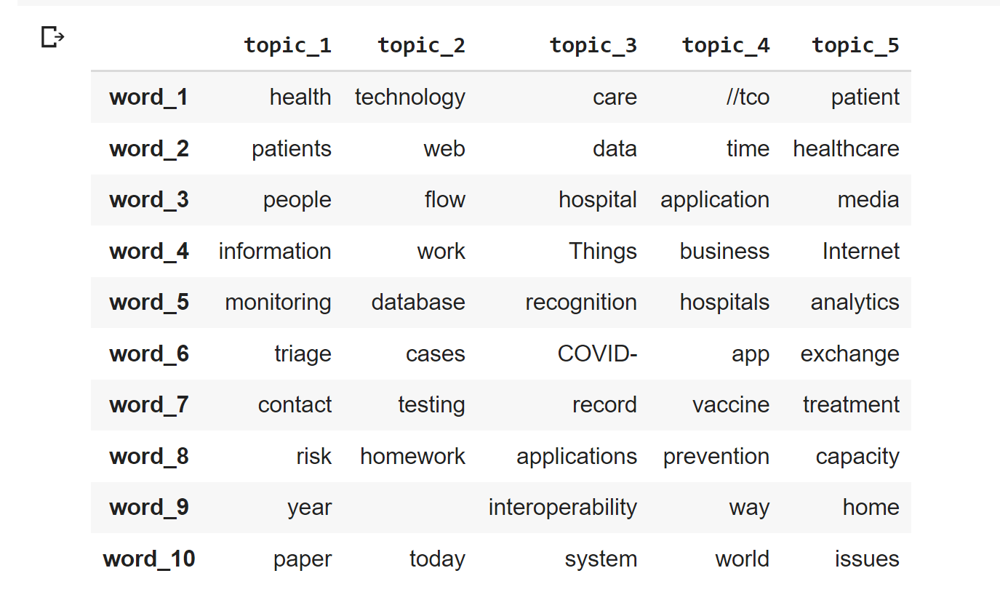 topic_1 topic_2 topic_3 topic_4 topic_5
word_1 health technology care //tco patient
word_2 patients web data time healthcare
word_3 people flow hospital application media
word_4 information work Things business Internet
word_5 monitoring database recognition hospitals analytics
word_6 triage cases COVID- app exchange
word_7 contact testing record vaccine treatment
word_8 risk homework applications prevention capacity
word_9 year interoperability way home
word_10 paper today system world issues